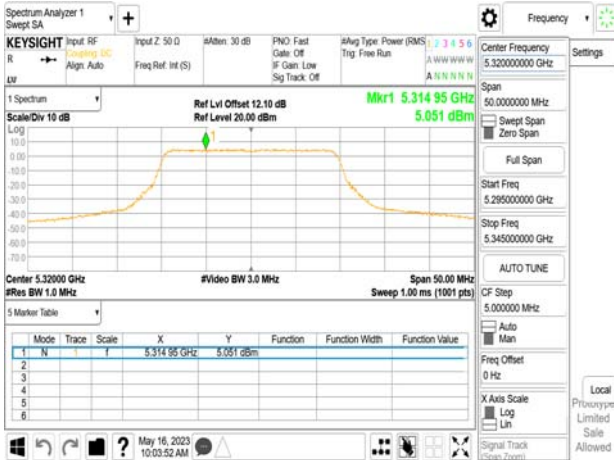 Spectrum Analyzer 1
Swept SA
Frequency
KEYSIGHT
R
Input: RF
Coupling: DC
Align: Auto
Input Z: 50 Ω
Freq Ref: Int (S)
#Atten: 30 dB
PNO: Fast
Gate: Off
IF Gain: Low
Sig Track: Off
#Avg Type: Power (RMS
Trig: Free Run
1 2 3 4 5 6
A W W W W W
A N N N N N
Center Frequency
5.320000000 GHz
Settings
Span
50.0000000 MHz
Swept Span
Zero Span
Full Span
Start Freq
5.295000000 GHz
Stop Freq
5.345000000 GHz
AUTO TUNE
CF Step
5.000000 MHz
Auto
Man
Freq Offset
0 Hz
X Axis Scale
Log
Lin
Signal Track
(Span Zoom)
Local
Prototype
Limited
Sale
Allowed
1 Spectrum
Scale/Div 10 dB
Ref Lvl Offset 12.10 dB
Ref Level 20.00 dBm
Mkr1 5.314 95 GHz
5.051 dBm
Log
10.0
0.00
-10.0
-20.0
-30.0
-40.0
-50.0
-60.0
-70.0
1
Center 5.32000 GHz
#Res BW 1.0 MHz
#Video BW 3.0 MHz
Span 50.00 MHz
Sweep 1.00 ms (1001 pts)
5 Marker Table
Mode Trace Scale X Y Function Function Width Function Value
1 N 1 f 5.314 95 GHz 5.051 dBm
2
3
4
5
6
?
May 16, 2023
10:03:52 AM